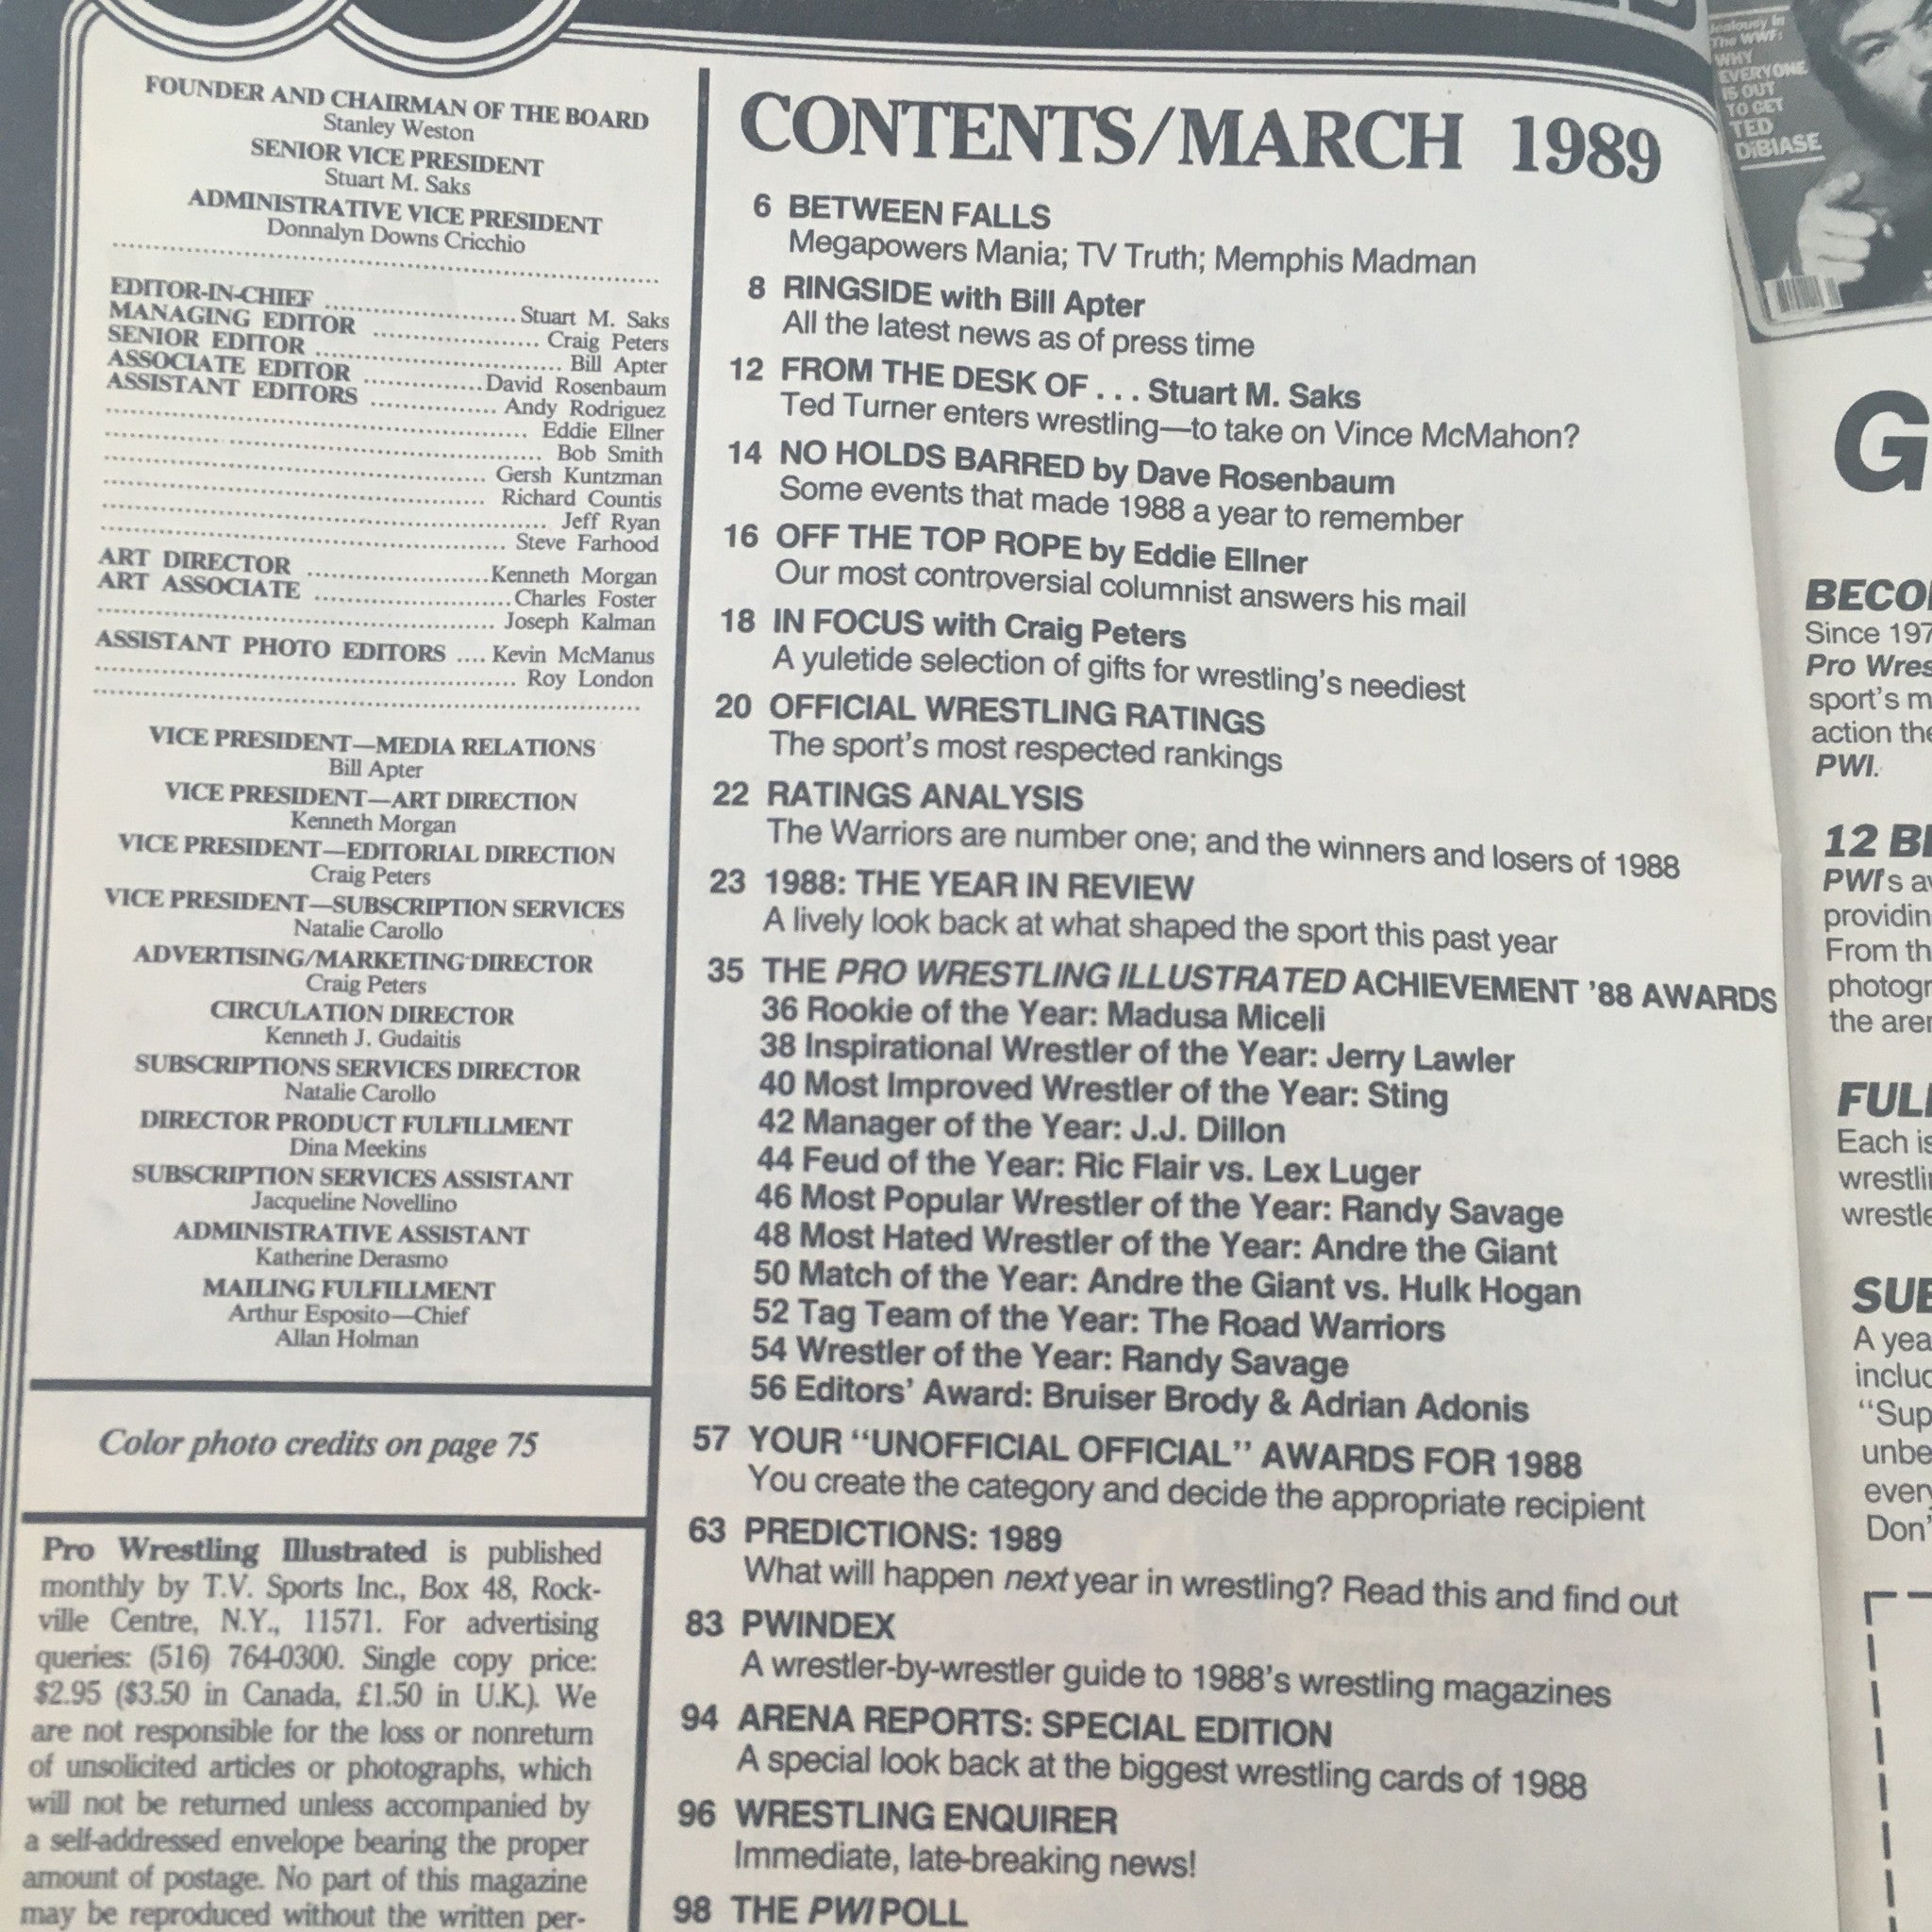 FOUNDER AND CHAIRMAN OF THE BOARD
Stanley Weston
SENIOR VICE PRESIDENT
Stuart M. Saks
ADMINISTRATIVE VICE PRESIDENT
Donnalyn Downs Cricchio
EDITOR-IN-CHIEF ........ Stuart M. Saks
MANAGING EDITOR ........ Craig Peters
SENIOR EDITOR ........ Bill Apter
ASSOCIATE EDITOR ........ David Rosenbaum
ASSISTANT EDITORS ........ Andy Rodriguez
Eddie Ellner
Bob Smith
Gersh Kuntzman
Richard Countis
Jeff Ryan
Steve Farhood
ART DIRECTOR ........ Kenneth Morgan
ART ASSOCIATE ........ Charles Foster
Joseph Kalman
ASSISTANT PHOTO EDITORS .... Kevin McManus
Roy London
VICE PRESIDENT—MEDIA RELATIONS
Bill Apter
VICE PRESIDENT—ART DIRECTION
Kenneth Morgan
VICE PRESIDENT—EDITORIAL DIRECTION
Craig Peters
VICE PRESIDENT—SUBSCRIPTION SERVICES
Natalie Carollo
ADVERTISING/MARKETING DIRECTOR
Craig Peters
CIRCULATION DIRECTOR
Kenneth J. Gudaitis
SUBSCRIPTIONS SERVICES DIRECTOR
Natalie Carollo
DIRECTOR PRODUCT FULFILLMENT
Dina Meekins
SUBSCRIPTION SERVICES ASSISTANT
Jacqueline Novellino
ADMINISTRATIVE ASSISTANT
Katherine Derasmo
MAILING FULFILLMENT
Arthur Esposito—Chief
Allan Holman
Color photo credits on page 75
Pro Wrestling Illustrated is published
monthly by T.V. Sports Inc., Box 48, Rock-
ville Centre, N.Y., 11571. For advertising
queries: (516) 764-0300. Single copy price:
$2.95 ($3.50 in Canada, £1.50 in U.K.). We
are not responsible for the loss or nonreturn
of unsolicited articles or photographs, which
will not be returned unless accompanied by
a self-addressed envelope bearing the proper
amount of postage. No part of this magazine
may be reproduced without the written per-
CONTENTS/MARCH 1989
6 BETWEEN FALLS
Megapowers Mania; TV Truth; Memphis Madman
8 RINGSIDE with Bill Apter
All the latest news as of press time
12 FROM THE DESK OF . . . Stuart M. Saks
Ted Turner enters wrestling—to take on Vince McMahon?
14 NO HOLDS BARRED by Dave Rosenbaum
Some events that made 1988 a year to remember
16 OFF THE TOP ROPE by Eddie Ellner
Our most controversial columnist answers his mail
18 IN FOCUS with Craig Peters
A yuletide selection of gifts for wrestling's neediest
20 OFFICIAL WRESTLING RATINGS
The sport's most respected rankings
22 RATINGS ANALYSIS
The Warriors are number one; and the winners and losers of 1988
23 1988: THE YEAR IN REVIEW
A lively look back at what shaped the sport this past year
35 THE PRO WRESTLING ILLUSTRATED ACHIEVEMENT '88 AWARDS
36 Rookie of the Year: Madusa Miceli
38 Inspirational Wrestler of the Year: Jerry Lawler
40 Most Improved Wrestler of the Year: Sting
42 Manager of the Year: J.J. Dillon
44 Feud of the Year: Ric Flair vs. Lex Luger
46 Most Popular Wrestler of the Year: Randy Savage
48 Most Hated Wrestler of the Year: Andre the Giant
50 Match of the Year: Andre the Giant vs. Hulk Hogan
52 Tag Team of the Year: The Road Warriors
54 Wrestler of the Year: Randy Savage
56 Editors' Award: Bruiser Brody & Adrian Adonis
57 YOUR "UNOFFICIAL OFFICIAL" AWARDS FOR 1988
You create the category and decide the appropriate recipient
63 PREDICTIONS: 1989
What will happen next year in wrestling? Read this and find out
83 PWINDEX
A wrestler-by-wrestler guide to 1988's wrestling magazines
94 ARENA REPORTS: SPECIAL EDITION
A special look back at the biggest wrestling cards of 1988
96 WRESTLING ENQUIRER
Immediate, late-breaking news!
98 THE PWI POLL
Jealousy In
The WWF:
WHY
EVERYONE
IS OUT
TO GET
TED
DiBIASE
G
BECO
Since 197
Pro Wres
sport's m
action the
PWI.
12 BI
PWI's av
providin
From th
photogr
the aren
FULL
Each is
wrestlin
wrestle
SUB
A yea
includ
"Sup
unbe
every
Don'